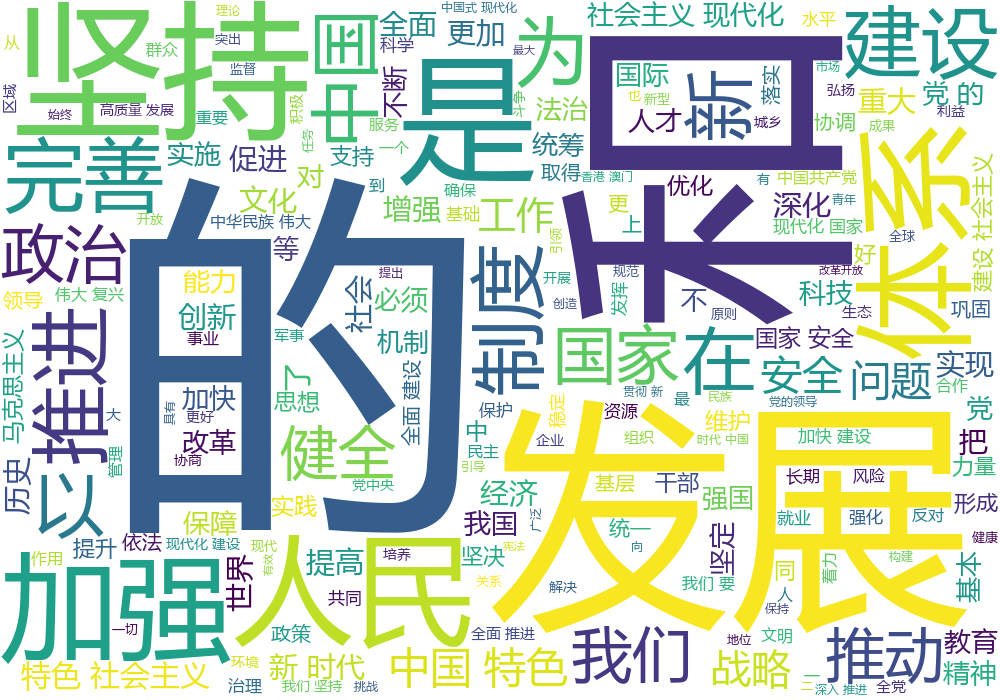 坚持
的
是
和
发展
体系
为
建设
中国
新
完善
政治
推进
以
制度
国家
在
加强
人民
我们
推动
健全
理论
从
群众
突出
监督
中国式 现代化
全面
科学
更加
最大
社会主义 现代化
水平
国际
落实
市场
弘扬
党 的
利益
区域
始终
高质量 发展
重要
积极
不断
任务
服务
一个
斗争
也 新型
法治
人才
城乡
重大
协调
成果
实施
促进
支持
统筹
取得
香港 澳门
优化
有
中国共产党
青年
文化
对
到
确保
增强
基础
工作
更
上
深化
现代化 国家
建设 社会主义
开放
中华民族 伟大
等
引领
全球
好
领导
伟大 复兴
能力
提出
必须
开展
规范
改革开放
创造
发挥
不
原则
科技
生态
巩固
创新
社会
事业
军事
机制
国家 安全
马克思主义
安全
问题
实现
合作
加快
了
思想
全面 建设
贯彻 新
最
民族
党的领导
党
大
具有
更好
改革
保护
稳定
资源
维护
企业
组织
时代 中国
加快 建设
把
管理
协商
中
民主
引导
力量
历史
党中央
实践
经济
基层
干部
强国
长期
风险
形成
保障
我国
广泛
统一
就业
强化
反对
提升
依法
现代化 建设
现代
提高
培养
坚决
宪法
向
坚定
健康
作用
世界
有效
共同
关系
解决
我们 要
同
着力
构建
基本
人
保持
一切
政策
全面 推进
地位
文明
教育
特色 社会主义
环境
新 时代
中国 特色
战略
精神
治理
我们 坚持
挑战
深入 推进
全党